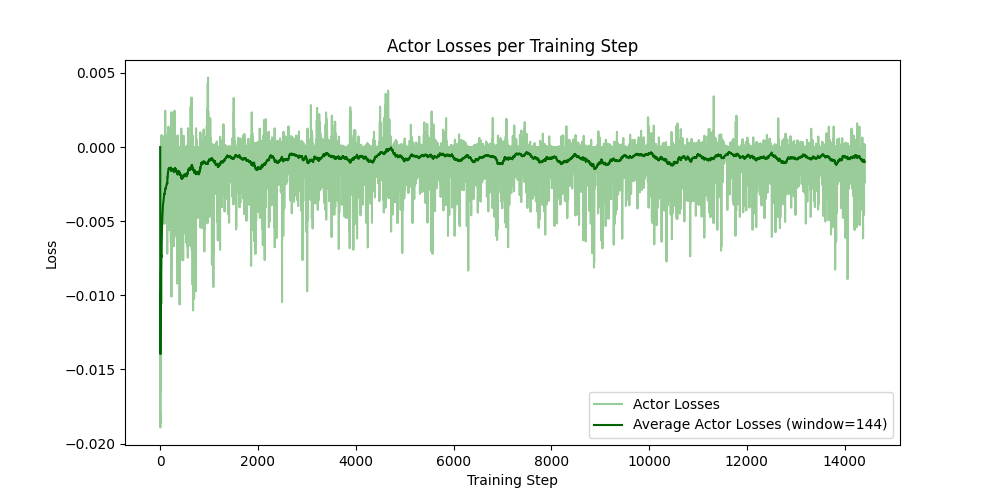 Actor Losses per Training Step
0.005
0.000
−0.005
−0.010
−0.015
−0.020
Loss
0 2000 4000 6000 8000 10000 12000 14000
Training Step
Actor Losses
Average Actor Losses (window=144)